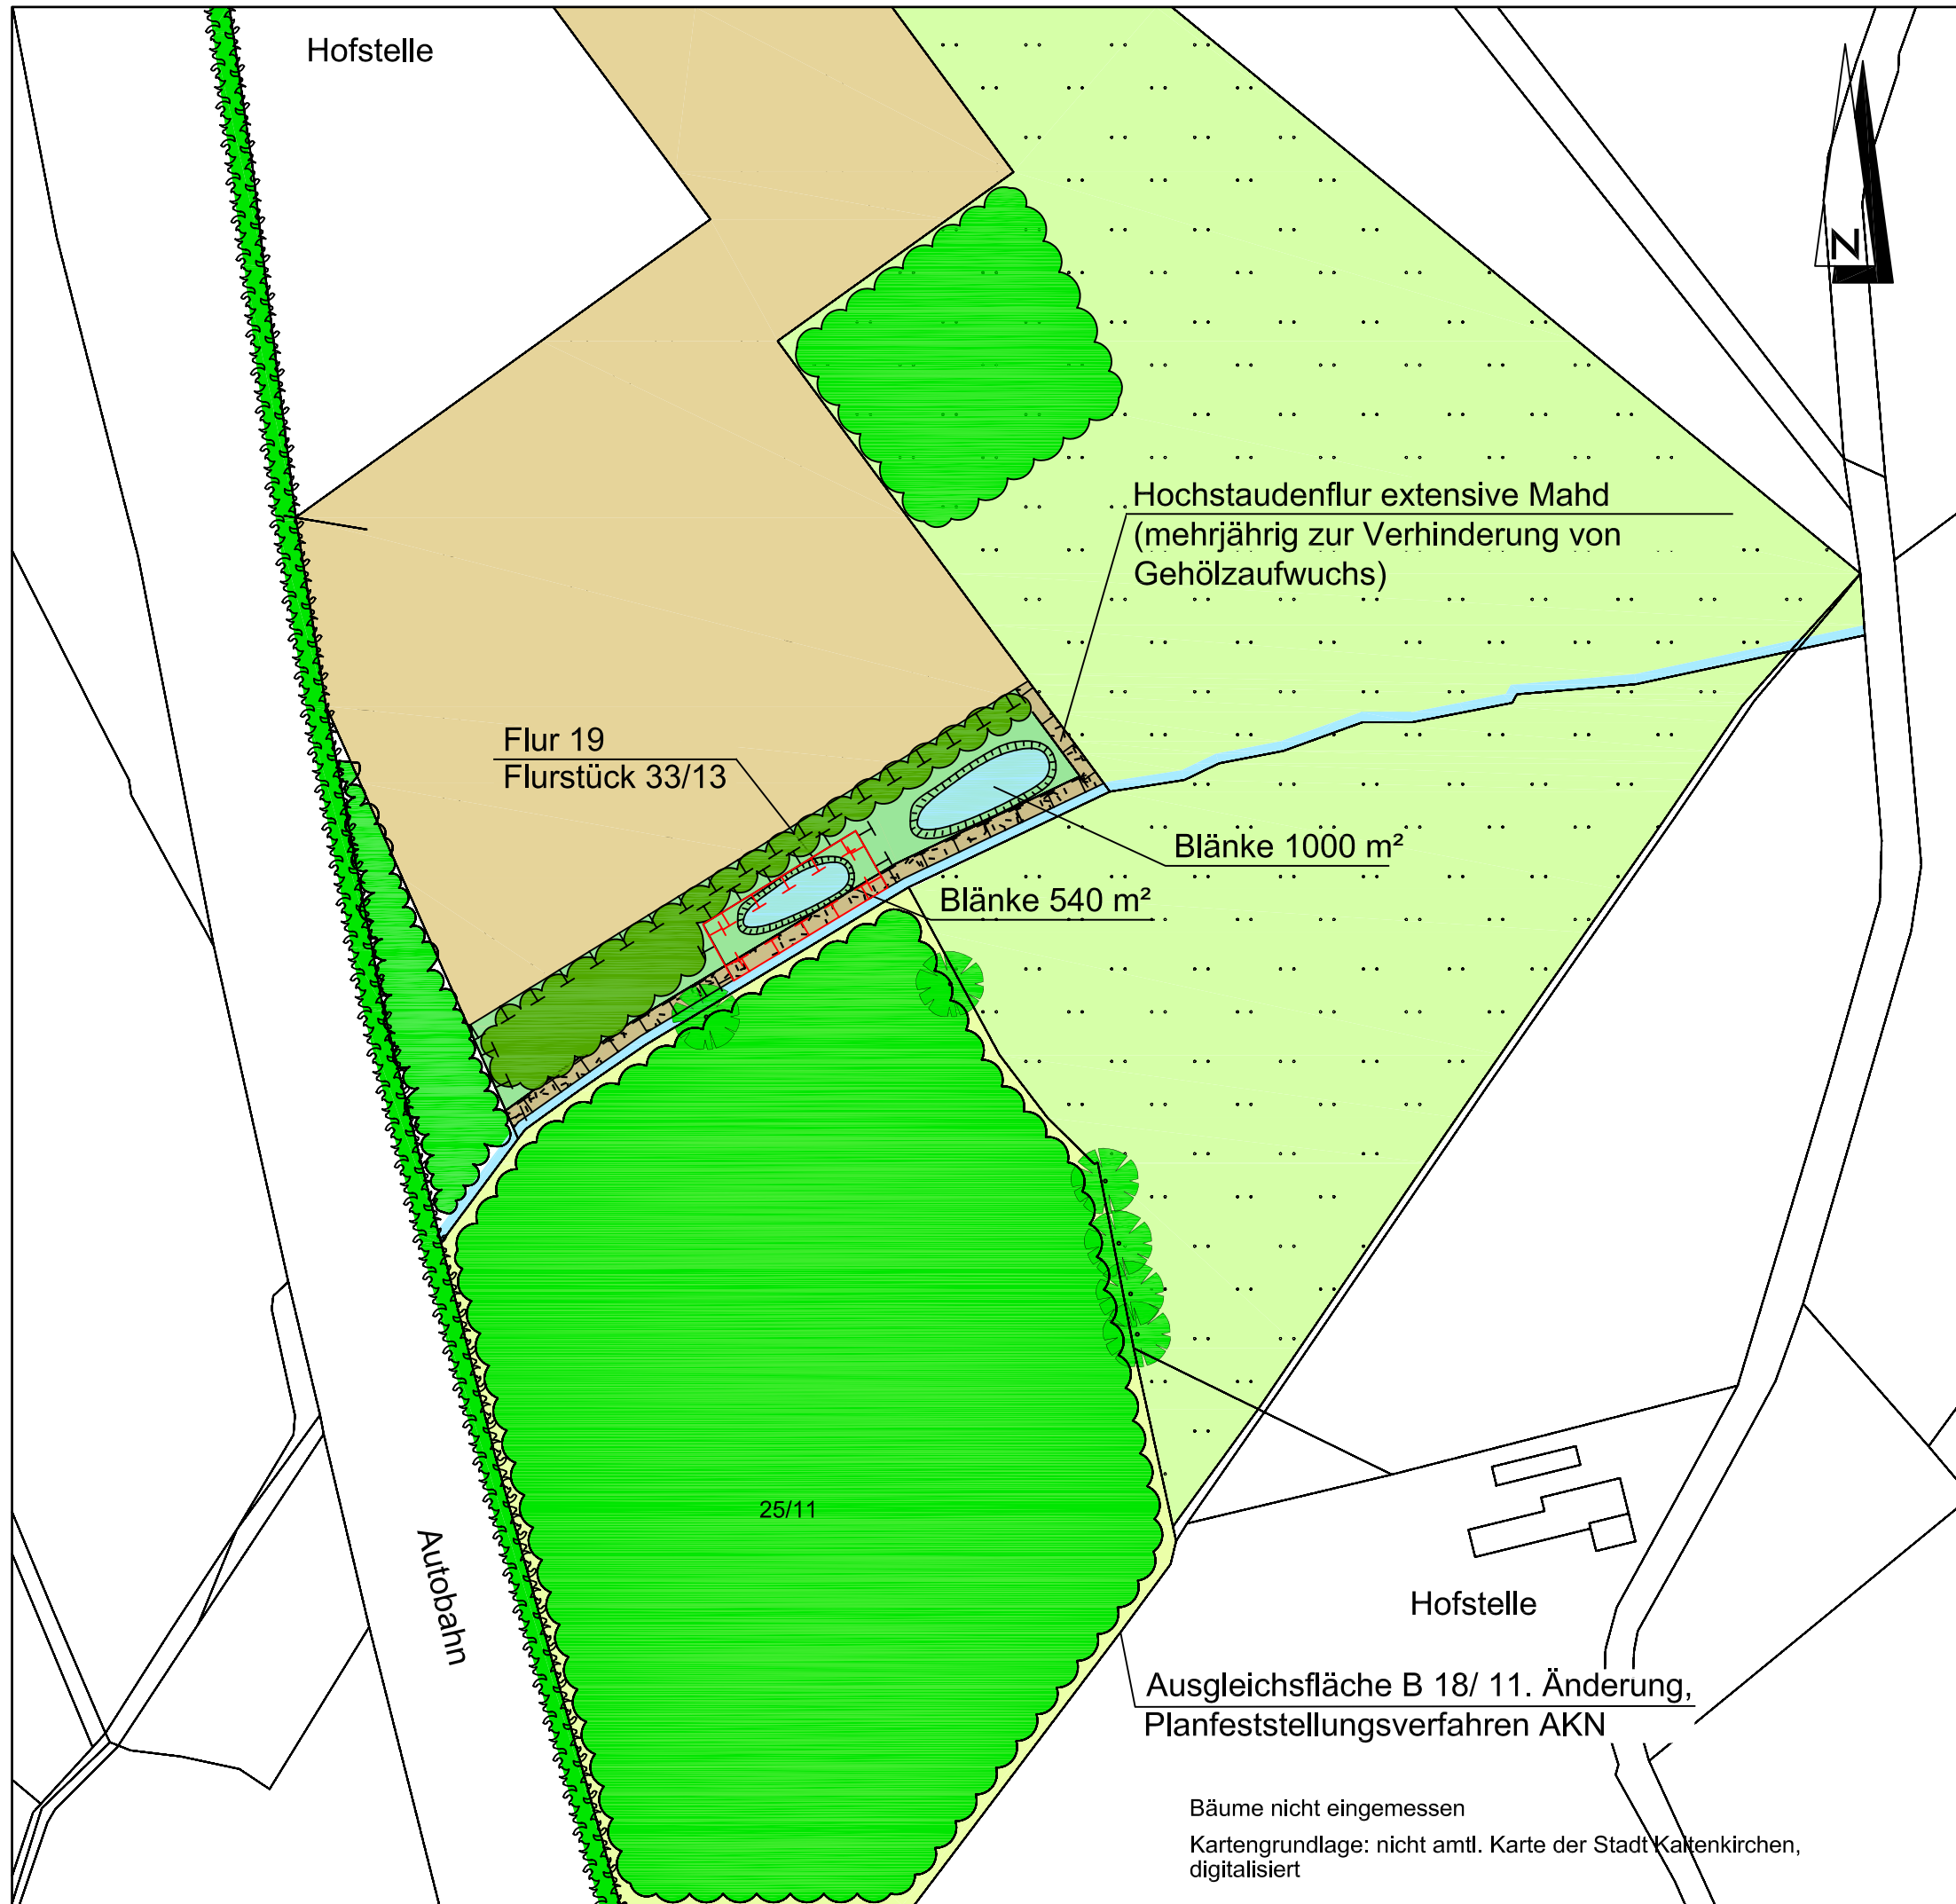 Hofstelle
N
Hochstaudenflur extensive Mahd
(mehrjährig zur Verhinderung von
Gehölzaufwuchs)
Flur 19
Flurstück 33/13
Blänke 1000 m²
Blänke 540 m²
25/11
Autobahn
Hofstelle
Ausgleichsfläche B 18/ 11. Änderung,
Planfeststellungsverfahren AKN
Bäume nicht eingemessen
Kartengrundlage: nicht amtl. Karte der Stadt Kaltenkirchen,
digitalisiert